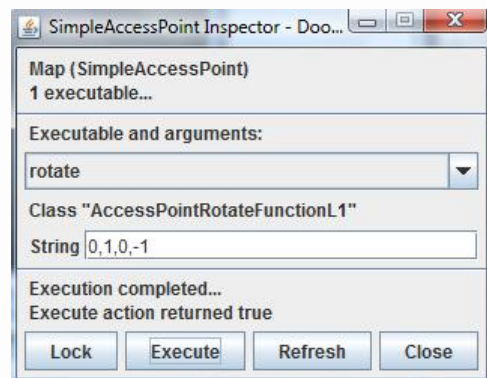 SimpleAccessPoint Inspector - Doo...
Map (SimpleAccessPoint)
1 executable...
Executable and arguments:
rotate
Class "AccessPointRotateFunctionL1"
String 0,1,0,-1
Execution completed...
Execute action returned true
Lock Execute Refresh Close